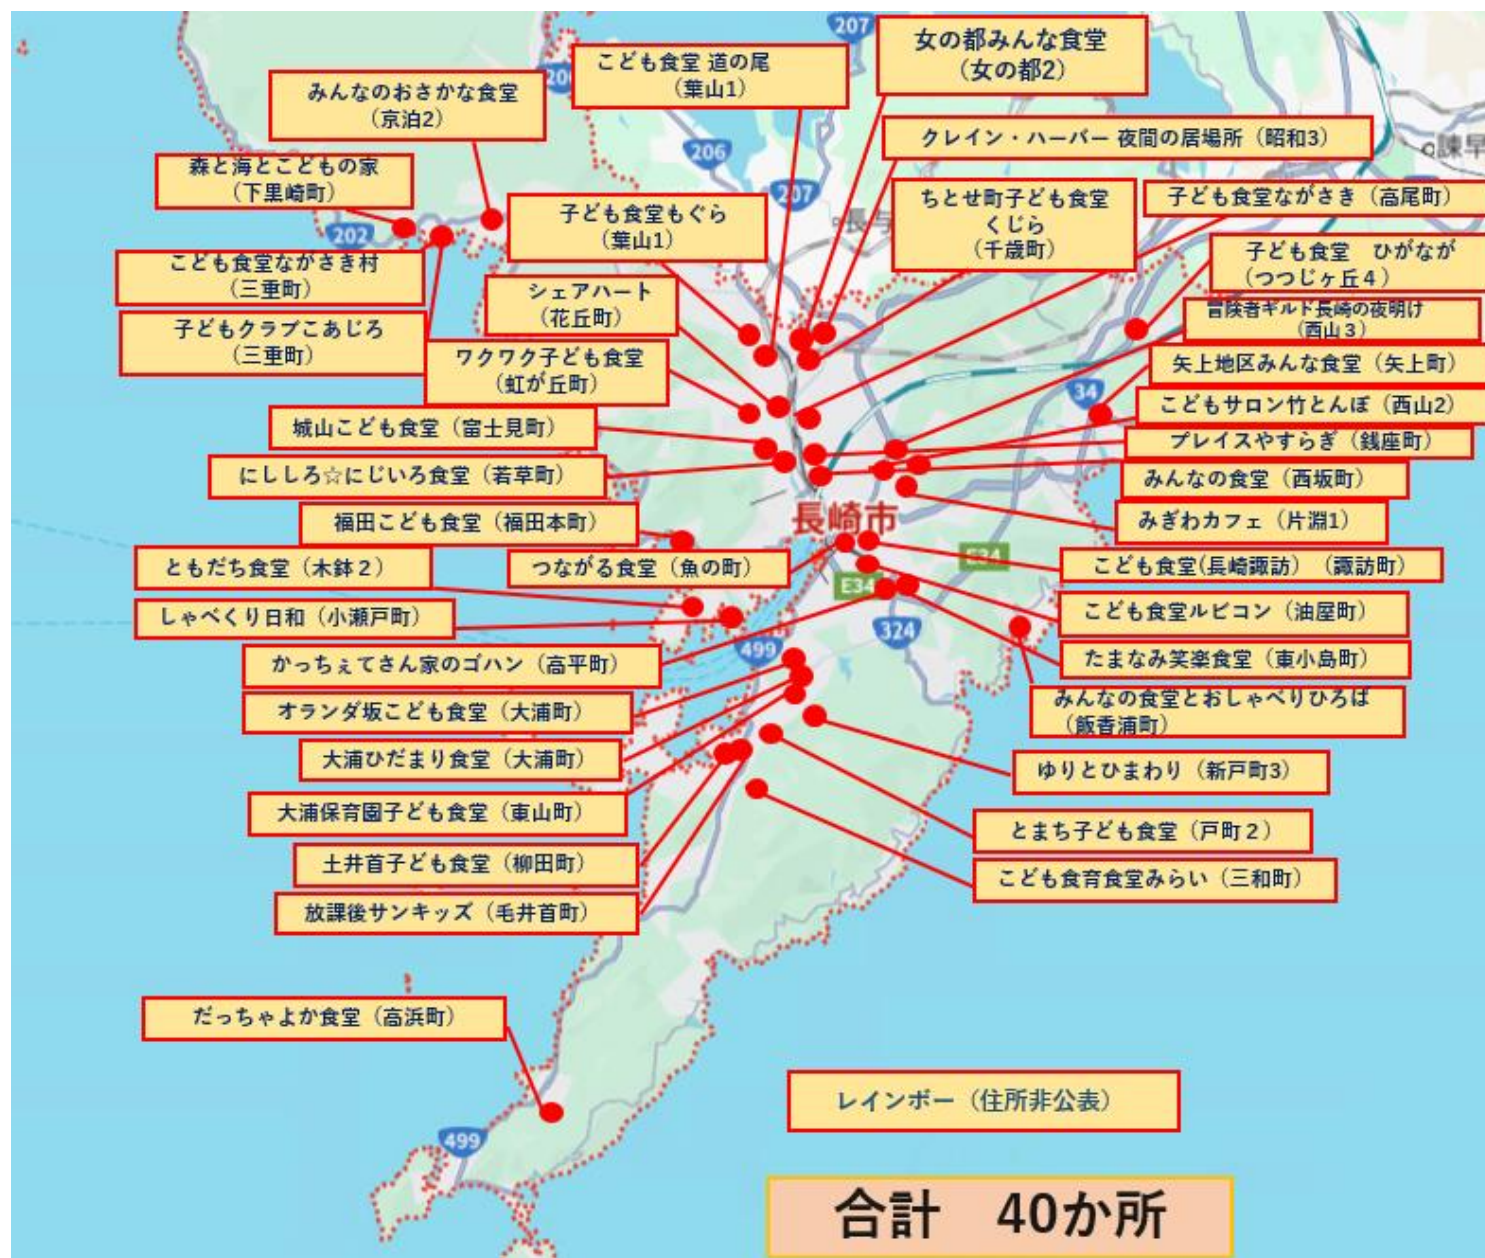 207
女の都みんな食堂
（女の都2）
こども食堂 道の尾
（葉山1）
みんなのおさかな食堂
（京泊2）
クレイン・ハーバー 夜間の居場所（昭和3）
206
森と海とこどもの家
（下里崎町）
207
ちとせ町子ども食堂
くじら
（千歳町）
子ども食堂ながさき（高尾町）
子ども食堂もぐら
（葉山1）
202
子ども食堂　ひがなが
（つつじヶ丘４）
こども食堂ながさき村
（三重町）
シェアハート
（花丘町）
冒険者ギルド長崎の夜明け
（西山３）
子どもクラブこあじろ
（三重町）
ワクワク子ども食堂
（虹が丘町）
矢上地区みんな食堂（矢上町）
34
こどもサロン竹とんぼ（西山2）
城山こども食堂（富士見町）
プレイスやすらぎ（銭座町）
にししろ☆にじいろ食堂（若草町）
みんなの食堂（西坂町）
福田こども食堂（福田本町）
長崎市
みぎわカフェ（片淵1）
ともだち食堂（木鉢２）
つながる食堂（魚の町）
E34
E34
こども食堂(長崎諏訪）（諏訪町）
しゃべくり日和（小瀬戸町）
こども食堂ルビコン（油屋町）
324
499
かっちぇてさん家のゴハン（高平町）
たまなみ笑楽食堂（東小島町）
オランダ坂こども食堂（大浦町）
みんなの食堂とおしゃべりひろば
（飯香浦町）
大浦ひだまり食堂（大浦町）
ゆりとひまわり（新戸町3）
大浦保育園子ども食堂（東山町）
とまち子ども食堂（戸町２）
土井首子ども食堂（柳田町）
こども食育食堂みらい（三和町）
放課後サンキッズ（毛井首町）
だっちゃよか食堂（高浜町）
レインボー（住所非公表）
499
合計　40か所